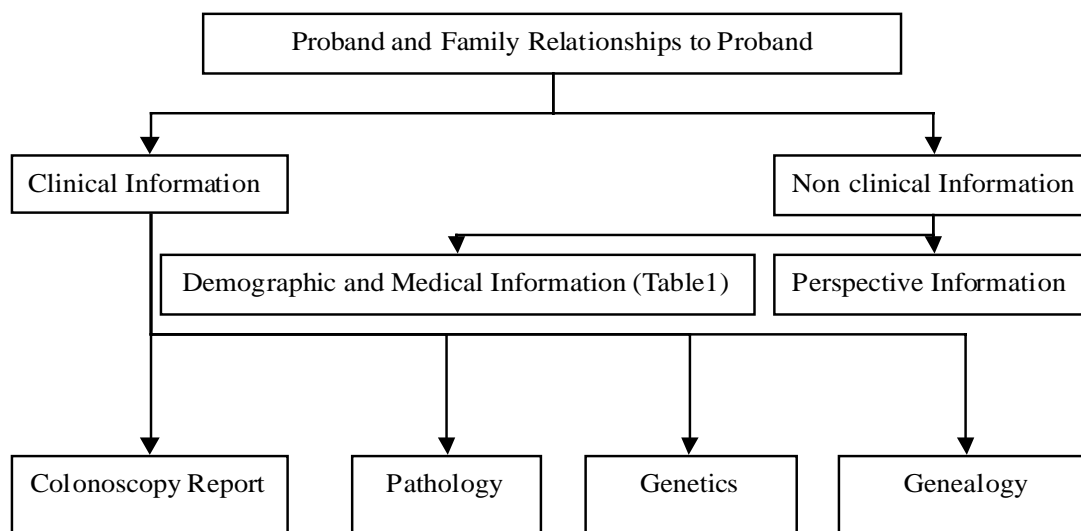 Proband and Family Relationships to Proband
Clinical Information
Non clinical Information
Demographic and Medical Information (Table1)
Perspective Information
Colonoscopy Report
Pathology
Genetics
Genealogy